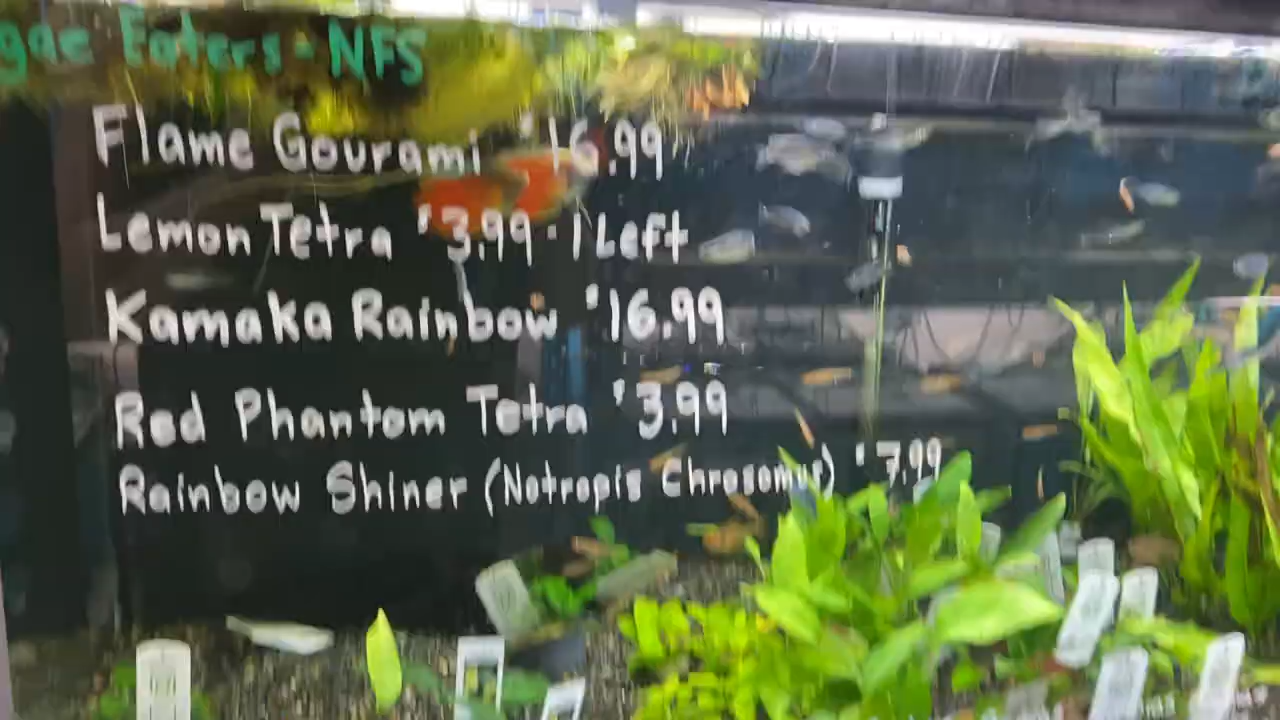 gae Eaters - NFS
Flame Gourami $16.99
Lemon Tetra $3.99 - 1 Left
Kamaka Rainbow $16.99
Red Phantom Tetra $3.99
Rainbow Shiner (Notropis Chrosomus) $7.99